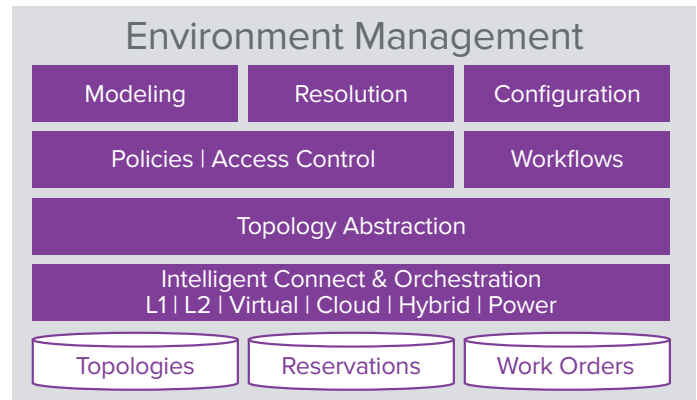 Environment Management
Modeling
Resolution
Configuration
Policies | Access Control
Workflows
Topology Abstraction
Intelligent Connect & Orchestration
L1 | L2 | Virtual | Cloud | Hybrid | Power
Topologies
Reservations
Work Orders